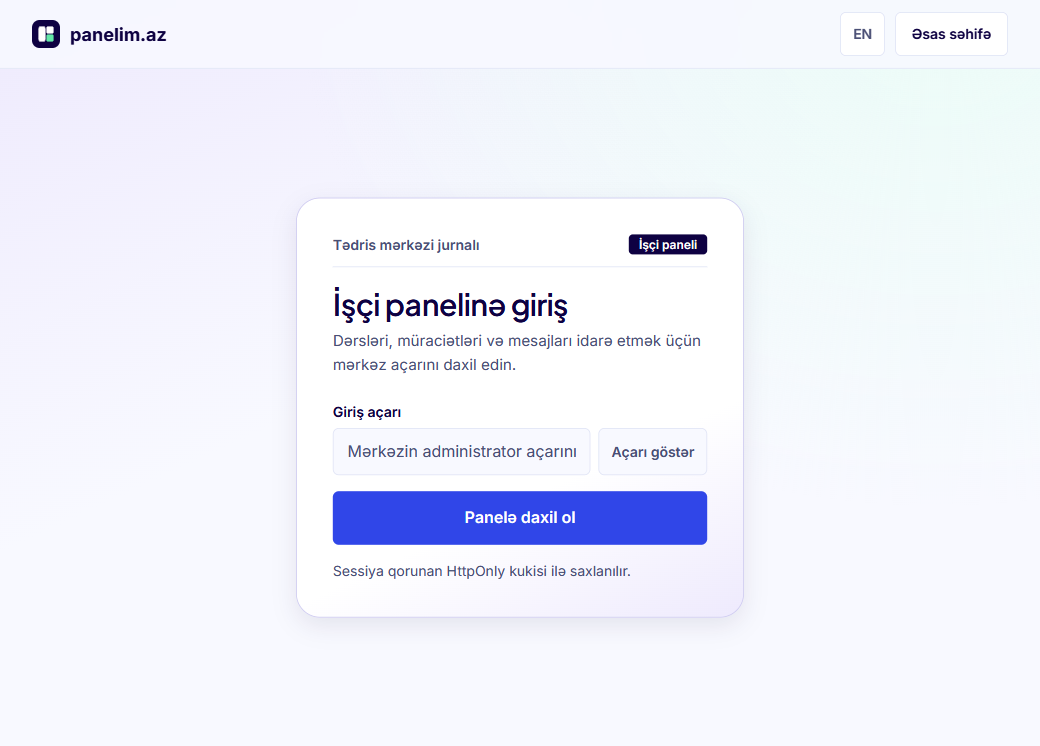 panelim.az
EN
Əsas səhifə
Tədris mərkəzi jurnalı
İşçi paneli
İşçi panelinə giriş
Dərsləri, müraciətləri və mesajları idarə etmək üçün
mərkəz açarını daxil edin.
Giriş açarı
Mərkəzin administrator açarını
Açarı göstər
Panelə daxil ol
Sessiya qorunan HttpOnly kukisi ilə saxlanılır.